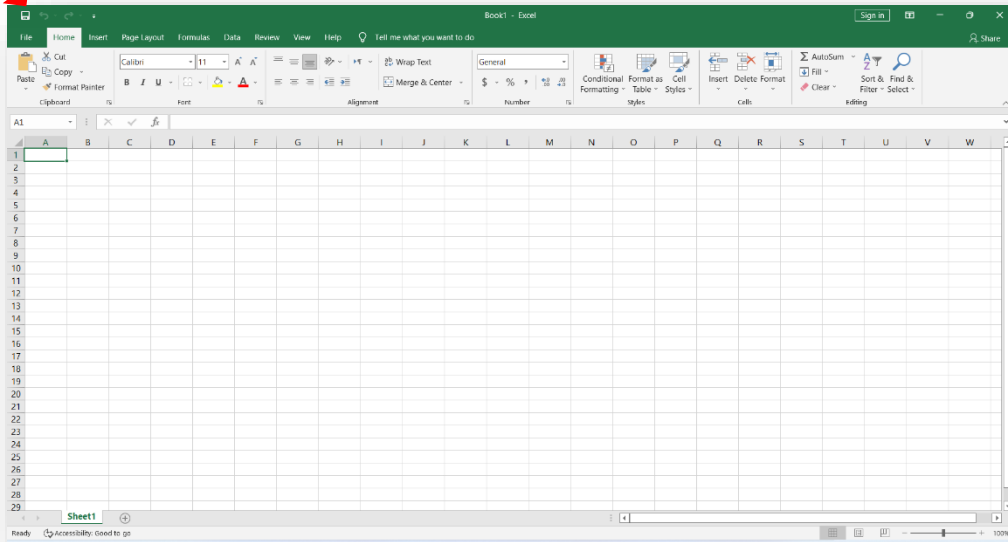 Book1 - Excel
Sign in
File Home Insert Page Layout Formulas Data Review View Help Tell me what you want to do
Share
Paste
Cut
Copy
Format Painter
Clipboard
Calibri 11
B I U A
Font
Wrap Text
Merge & Center
Alignment
General
$ % ,
Number
Conditional Formatting
Format as Table
Cell Styles
Styles
Insert Delete Format
Cells
AutoSum
Fill
Clear
Sort & Filter
Find & Select
Editing
A1
fx
A B C D E F G H I J K L M N O P Q R S T U V W
1
2
3
4
5
6
7
8
9
10
11
12
13
14
15
16
17
18
19
20
21
22
23
24
25
26
27
28
29
Sheet1
Ready Accessibility: Good to go
100%